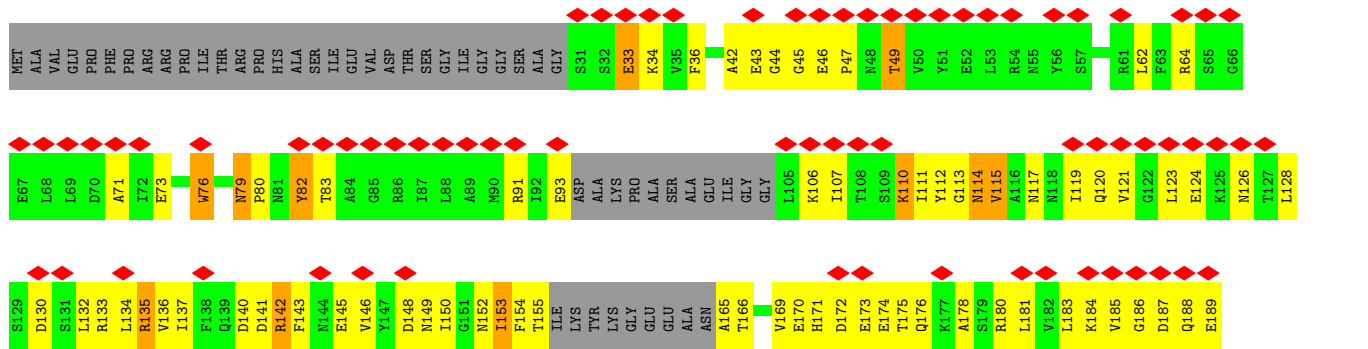 MET ALA VAL GLU PRO PHE PRO ARG ARG PRO ILE THR ARG PRO HIS ALA SER ILE GLU VAL ASP THR SER GLY ILE GLY GLY SER ALA GLY S31 S32 E33 K34 V35 F36 A42 E43 G44 G45 E46 P47 N48 T49 V50 Y51 E52 L53 R54 N55 Y56 S57 R61 L62 F63 R64 S65 G66
E67 L68 L69 D70 A71 I72 E73 W76 N79 P80 N81 Y82 T83 A84 G85 R86 I87 L88 A89 M90 R91 I92 E93 ASP ALA LYS PRO ALA SER ALA GLU ILE GLY GLY L105 K106 I107 T108 S109 K110 I111 Y112 G113 N114 V115 A116 N117 N118 I119 Q120 V121 G122 L123 E124 K125 N126 T127 L128
S129 D130 S131 L132 R133 L134 R135 V136 I137 F138 Q139 D140 D141 R142 F143 N144 E145 V146 Y147 D148 N149 I150 G151 N152 I153 F154 T155 ILE LYS TYR LYS GLY GLU GLU ALA ASN A165 T166 V169 E170 H171 D172 E173 E174 T175 Q176 K177 A178 S179 R180 L181 V182 L183 K184 V185 G186 D187 Q188 E189